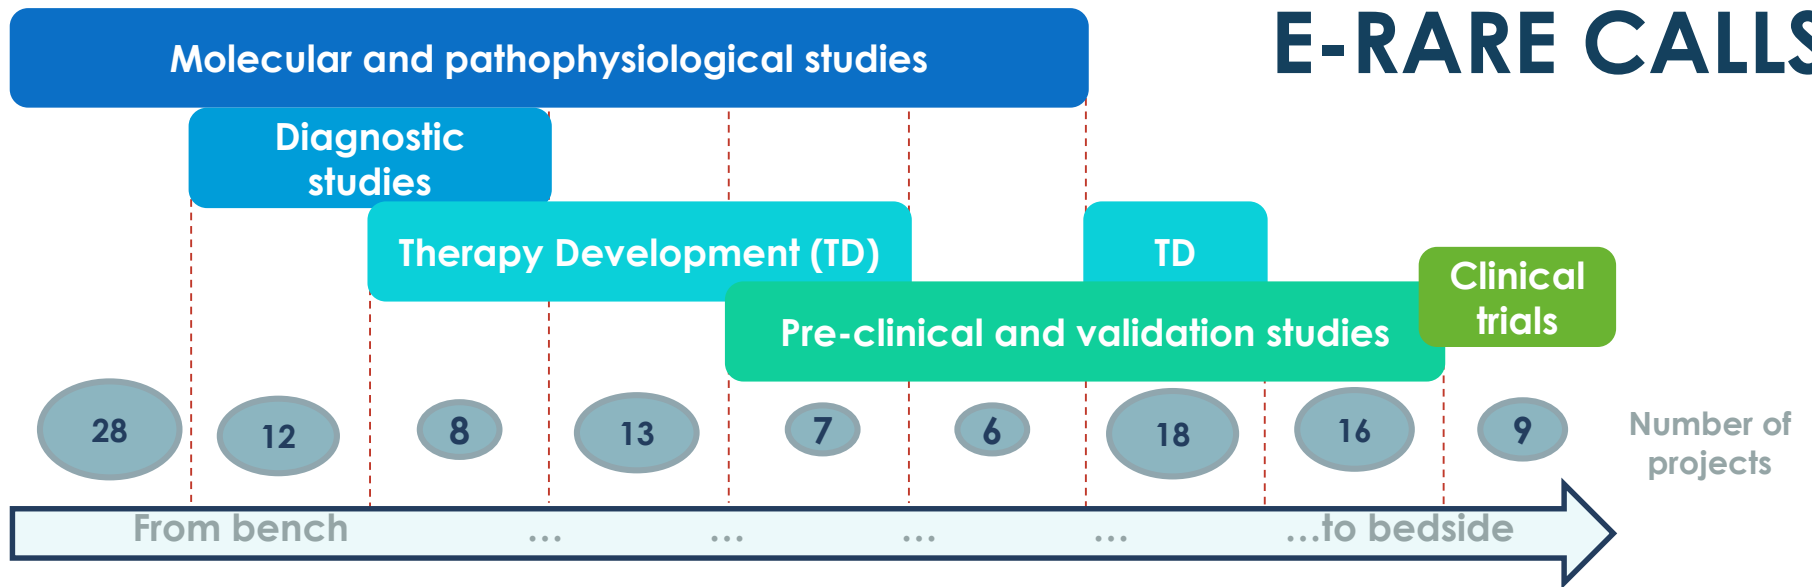 E-RARE CALLS
Molecular and pathophysiological studies
Diagnostic
studies
Therapy Development (TD)
TD
Clinical
trials
Pre-clinical and validation studies
28
12
8
13
7
6
18
16
9
Number of
projects
From bench
...
...
...
...
...to bedside